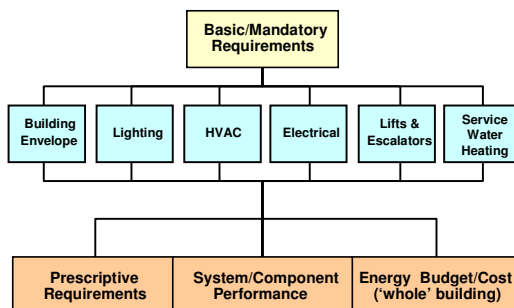 Basic/Mandatory
Requirements
Building
Envelope
Lighting
HVAC
Electrical
Lifts &
Escalators
Service
Water
Heating
Prescriptive
Requirements
System/Component
Performance
Energy Budget/Cost
(‘whole’ building)